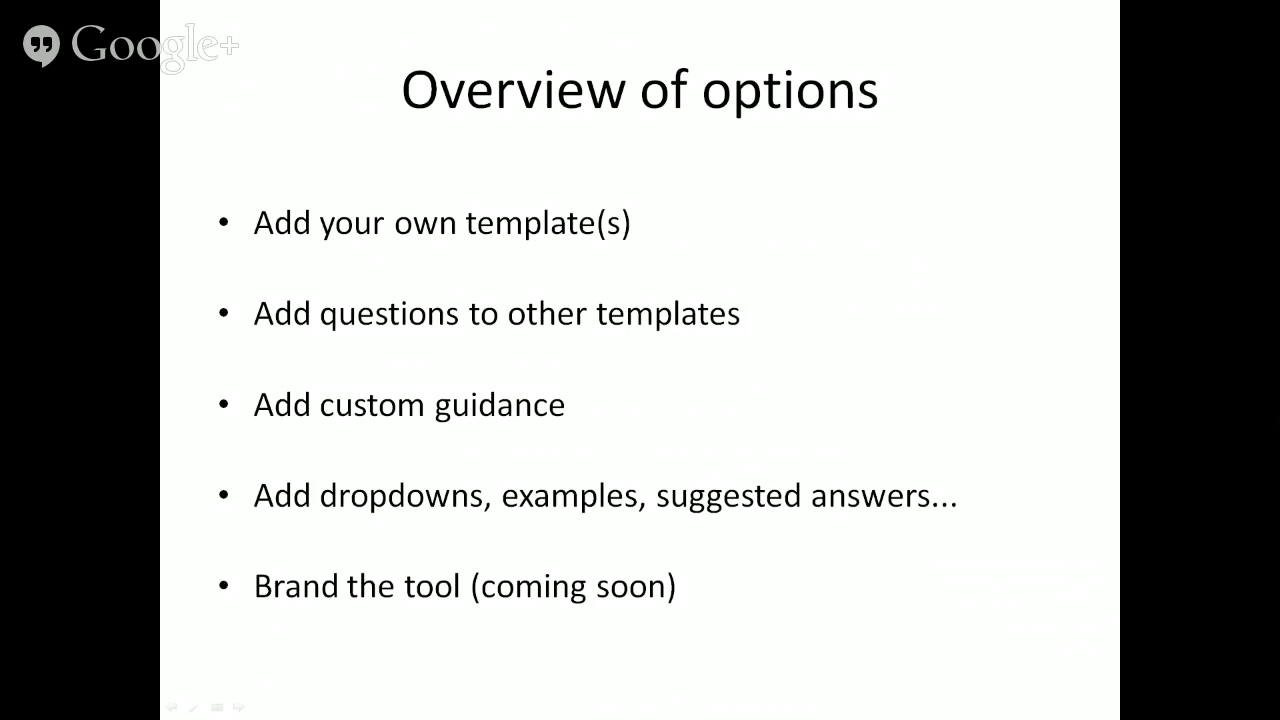 Google+
Overview of options
• Add your own template(s)
• Add questions to other templates
• Add custom guidance
• Add dropdowns, examples, suggested answers...
• Brand the tool (coming soon)